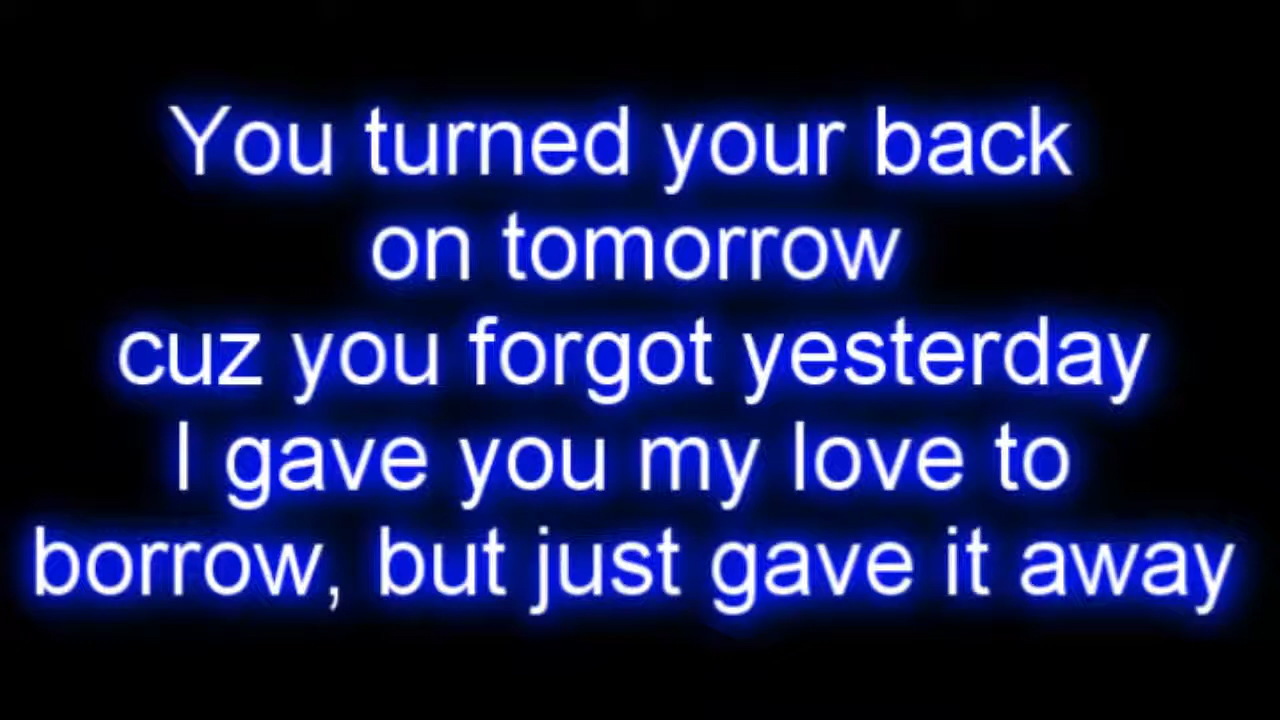 You turned your back
on tomorrow
cuz you forgot yesterday
I gave you my love to
borrow, but just gave it away